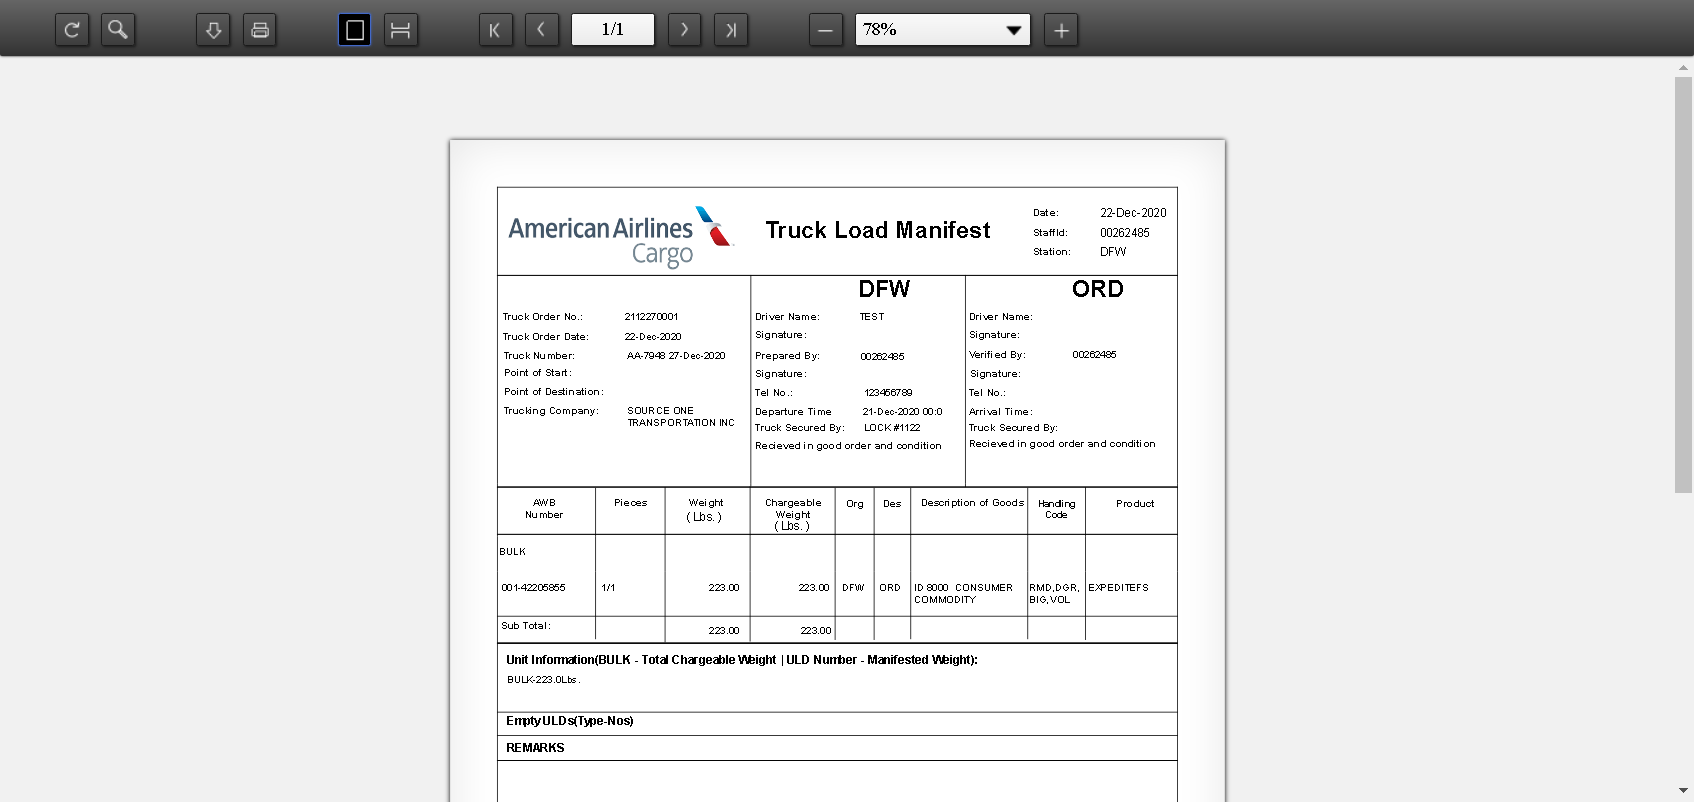 1/1
78%
American Airlines
Cargo
Truck Load Manifest
Date: 22-Dec-2020
StaffId: 00262485
Station: DFW
DFW
ORD
Truck Order No.: 2112270001
Truck Order Date: 22-Dec-2020
Truck Number: AA-7948 27-Dec-2020
Point of Start:
Point of Destination:
Trucking Company: SOURCE ONE
TRANSPORTATION INC
Driver Name: TEST
Signature:
Prepared By: 00262485
Signature:
Tel No.: 123456789
Departure Time 21-Dec-2020 00:0
Truck Secured By: LOCK #1122
Recieved in good order and condition
Driver Name:
Signature:
Verified By: 00262485
Signature:
Tel No.:
Arrival Time:
Truck Secured By:
Recieved in good order and condition
AWB
Number
Pieces
Weight
( Lbs. )
Chargeable
Weight
( Lbs. )
Org
Des
Description of Goods
Handling
Code
Product
BULK
001-42205855 1/1 223.00 223.00 DFW ORD ID 8000 CONSUMER
COMMODITY
RMD,DGR,
BIG,VOL
EXPEDITEFS
Sub Total: 223.00 223.00
Unit Information(BULK - Total Chargeable Weight | ULD Number - Manifested Weight):
BULK-223.0Lbs.
Empty ULDs(Type-Nos)
REMARKS